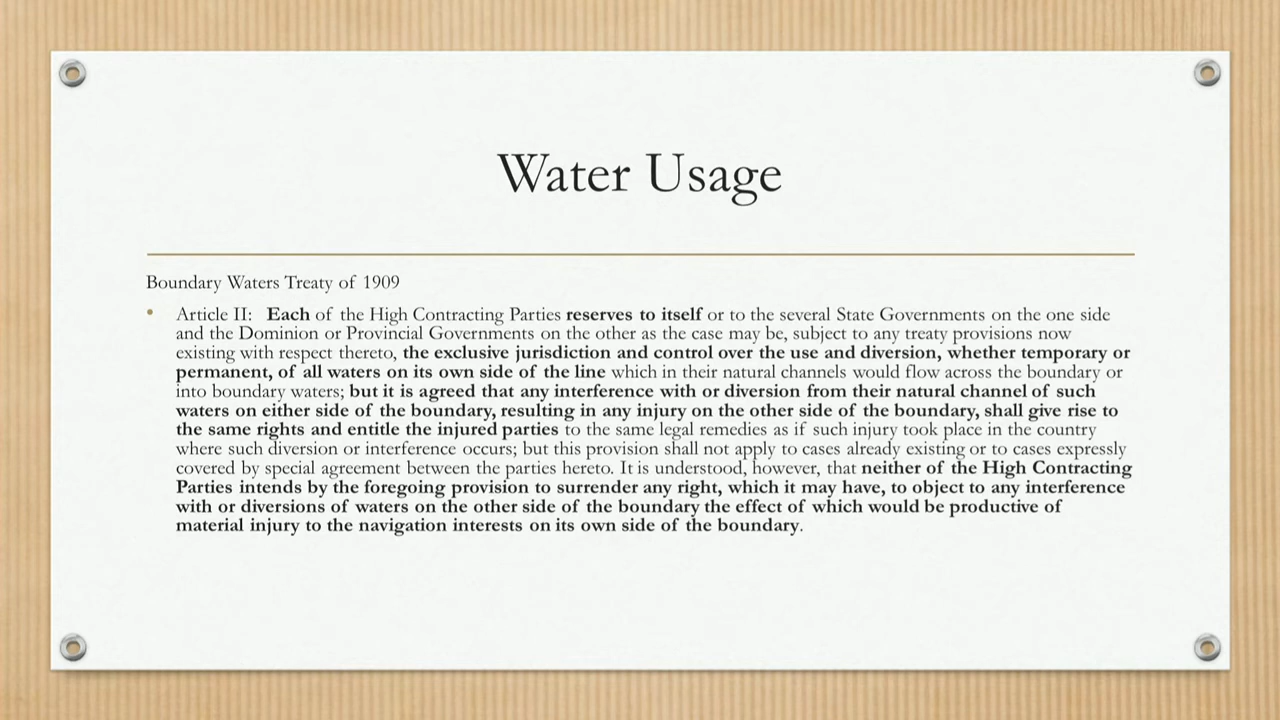 Water Usage
Boundary Waters Treaty of 1909
• Article II:  Each of the High Contracting Parties reserves to itself or to the several State Governments on the one side
and the Dominion or Provincial Governments on the other as the case may be, subject to any treaty provisions now
existing with respect thereto, the exclusive jurisdiction and control over the use and diversion, whether temporary or
permanent, of all waters on its own side of the line which in their natural channels would flow across the boundary or
into boundary waters; but it is agreed that any interference with or diversion from their natural channel of such
waters on either side of the boundary, resulting in any injury on the other side of the boundary, shall give rise to
the same rights and entitle the injured parties to the same legal remedies as if such injury took place in the country
where such diversion or interference occurs; but this provision shall not apply to cases already existing or to cases expressly
covered by special agreement between the parties hereto. It is understood, however, that neither of the High Contracting
Parties intends by the foregoing provision to surrender any right, which it may have, to object to any interference
with or diversions of waters on the other side of the boundary the effect of which would be productive of
material injury to the navigation interests on its own side of the boundary.